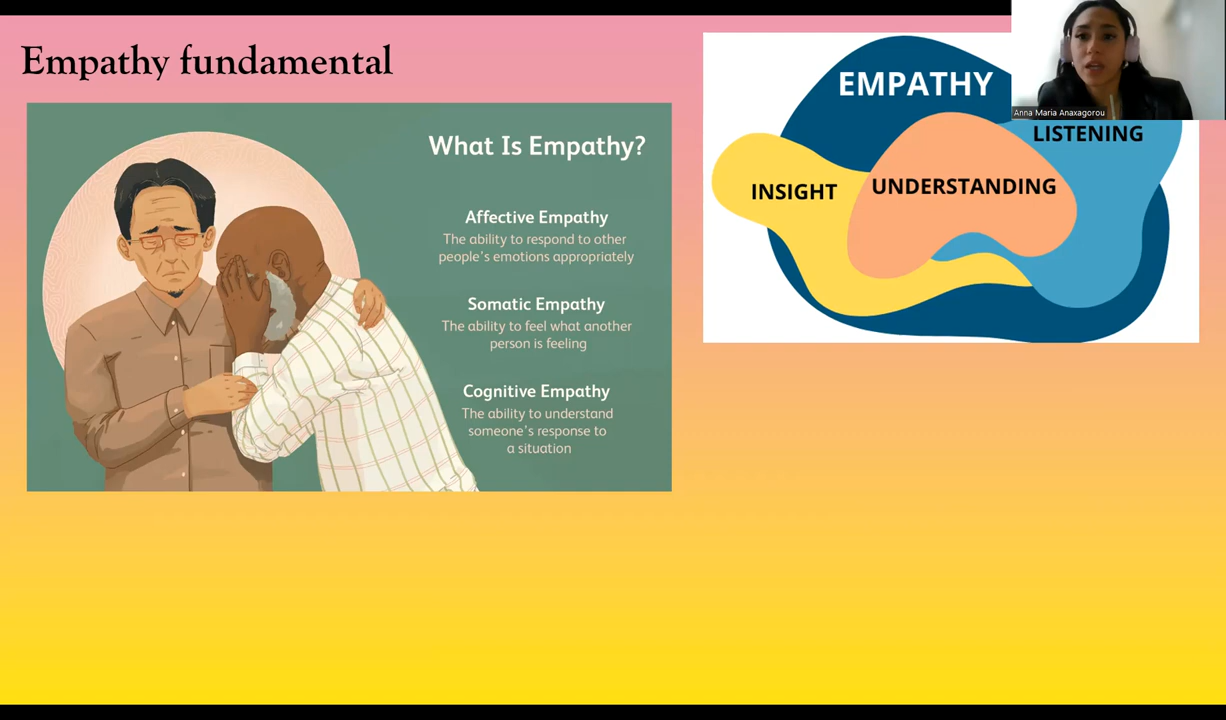 Empathy fundamental
What Is Empathy?
Affective Empathy
The ability to respond to other
people's emotions appropriately
Somatic Empathy
The ability to feel what another
person is feeling
Cognitive Empathy
The ability to understand
someone's response to
a situation
EMPATHY
LISTENING
INSIGHT
UNDERSTANDING
Anna Maria Anaxagorou